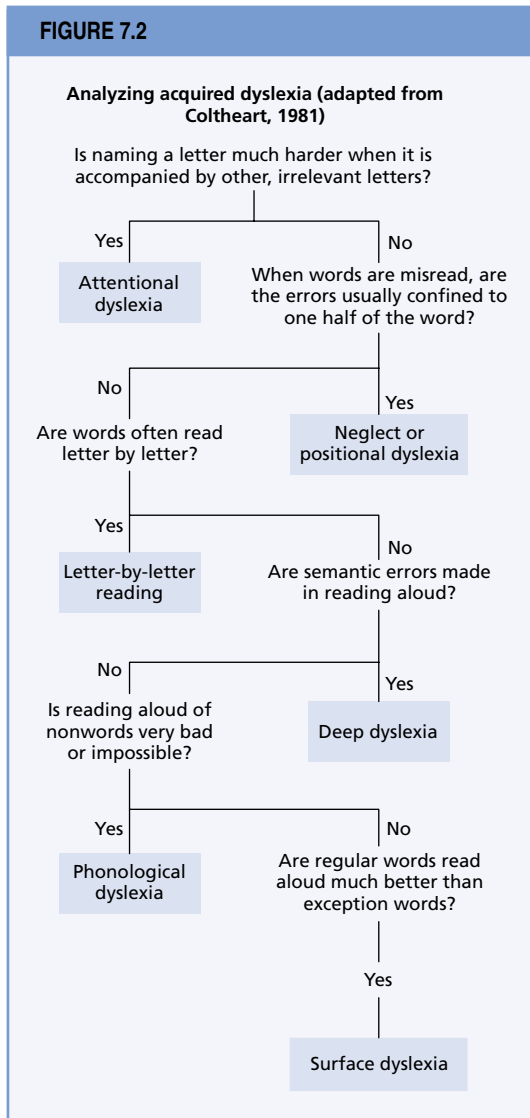 FIGURE 7.2
Analyzing acquired dyslexia (adapted from
Coltheart, 1981)
Is naming a letter much harder when it is
accompanied by other, irrelevant letters?
Yes
Attentional
dyslexia
No
When words are misread, are
the errors usually confined to
one half of the word?
No
Are words often read
letter by letter?
Yes
Neglect or
positional dyslexia
Yes
Letter-by-letter
reading
No
Are semantic errors made
in reading aloud?
No
Is reading aloud of
nonwords very bad
or impossible?
Yes
Deep dyslexia
Yes
Phonological
dyslexia
No
Are regular words read
aloud much better than
exception words?
Yes
Surface dyslexia